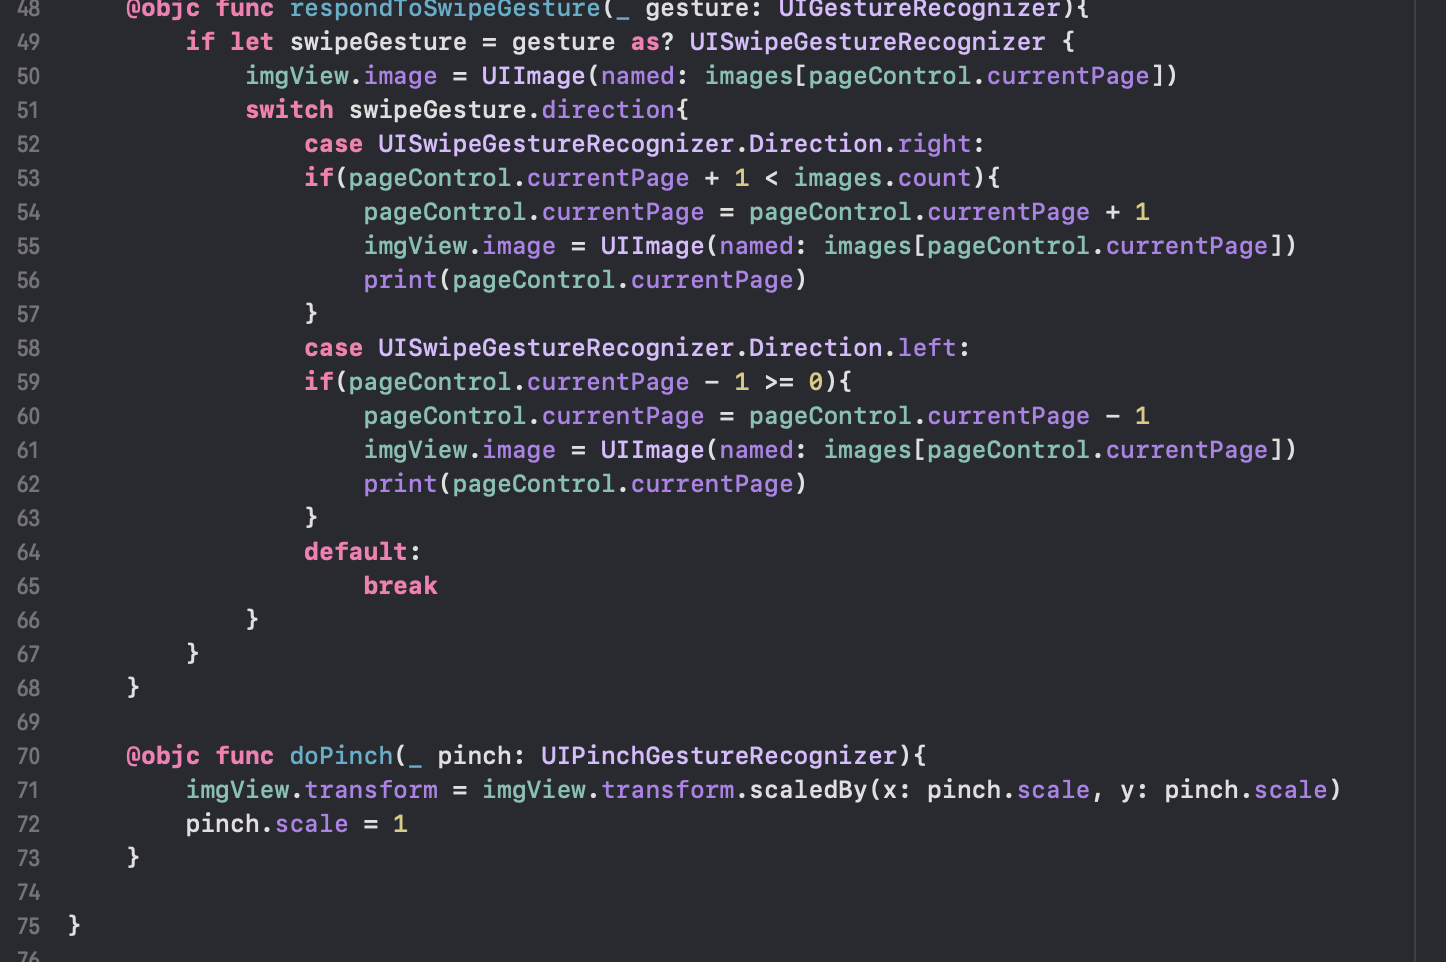 48 @objc func respondToSwipeGesture(_ gesture: UIGestureRecognizer){
49 if let swipeGesture = gesture as? UISwipeGestureRecognizer {
50 imgView.image = UIImage(named: images[pageControl.currentPage])
51 switch swipeGesture.direction{
52 case UISwipeGestureRecognizer.Direction.right:
53 if(pageControl.currentPage + 1 < images.count){
54 pageControl.currentPage = pageControl.currentPage + 1
55 imgView.image = UIImage(named: images[pageControl.currentPage])
56 print(pageControl.currentPage)
57 }
58 case UISwipeGestureRecognizer.Direction.left:
59 if(pageControl.currentPage - 1 >= 0){
60 pageControl.currentPage = pageControl.currentPage - 1
61 imgView.image = UIImage(named: images[pageControl.currentPage])
62 print(pageControl.currentPage)
63 }
64 default:
65 break
66 }
67 }
68 }
69
70 @objc func doPinch(_ pinch: UIPinchGestureRecognizer){
71 imgView.transform = imgView.transform.scaledBy(x: pinch.scale, y: pinch.scale)
72 pinch.scale = 1
73 }
74
75 }
76